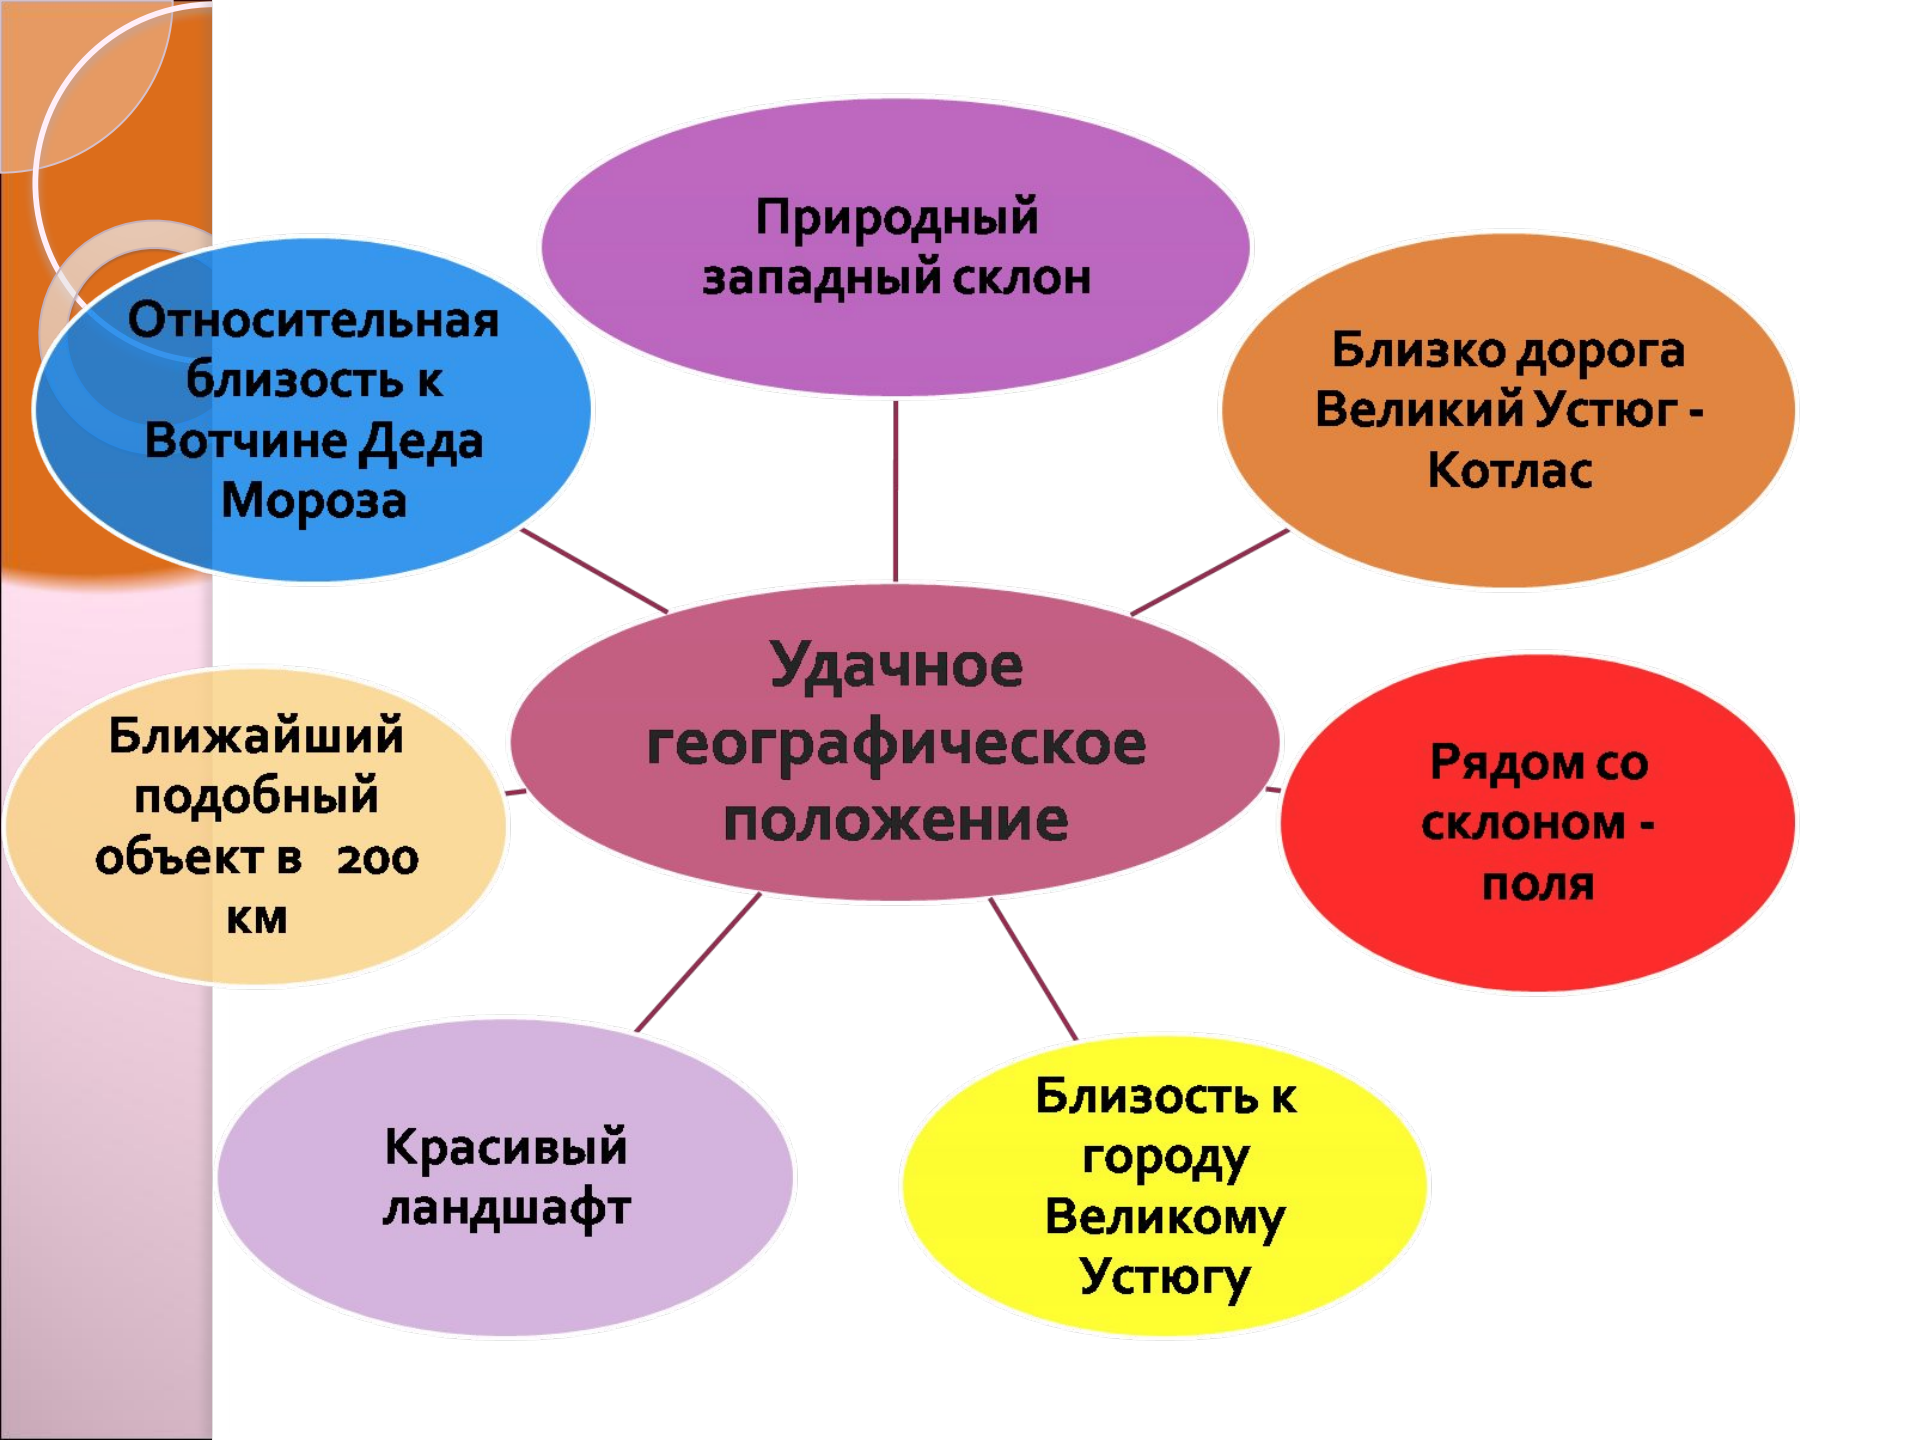 Природный
западный склон
Близко дорога
Великий Устюг -
Котлас
Рядом со
склоном -
поля
Близость к
городу
Великому
Устюгу
Красивый
ландшафт
Ближайший
подобный
объект в   200
км
Относительная
близость к
Вотчине Деда
Мороза
Удачное
географическое
положение